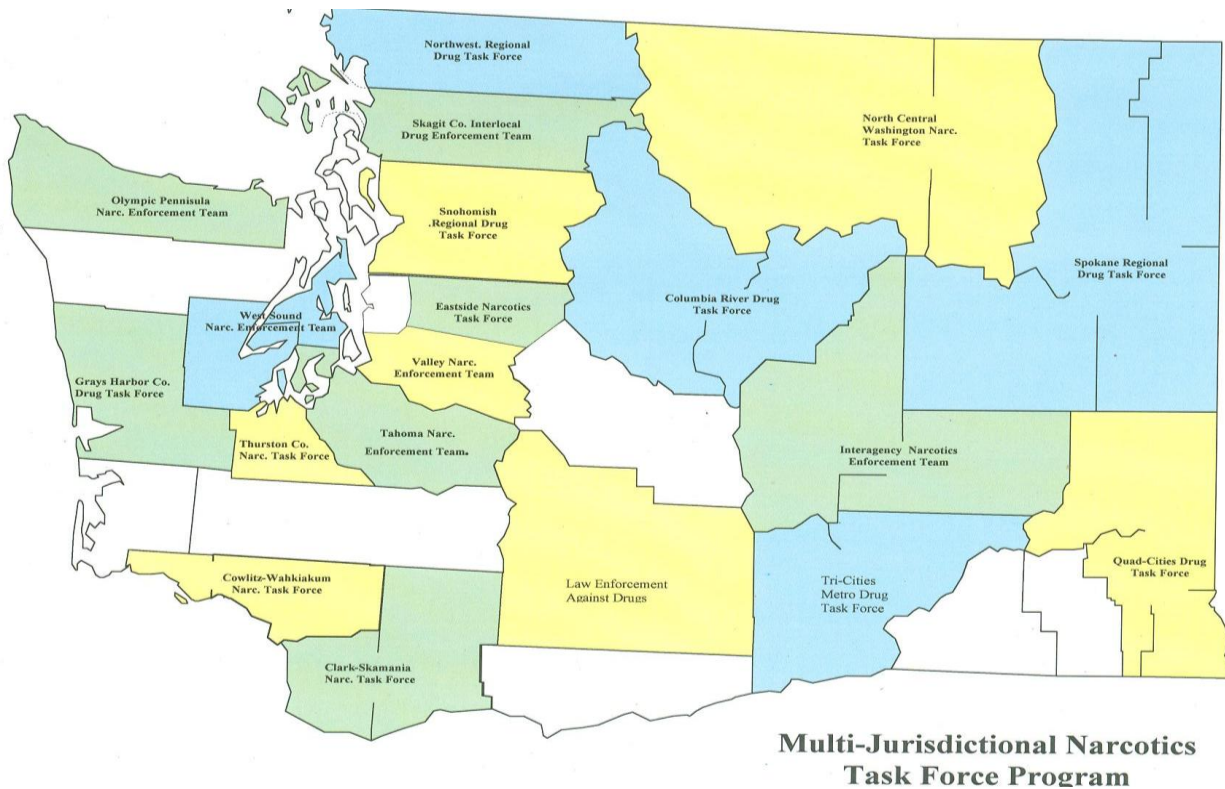 Northwest. Regional
Drug Task Force
Skagit Co. Interlocal
Drug Enforcement Team
North Central
Washington Narc.
Task Force
Olympic Pennisula
Narc. Enforcement Team
Snohomish
.Regional Drug
Task Force
Spokane Regional
Drug Task Force
Columbia River Drug
Task Force
Eastside Narcotics
Task Force
West Sound
Narc. Enforcement Team
Valley Narc.
Enforcement Team
Grays Harbor Co.
Drug Task Force
Tahoma Narc.
Enforcement Team.
Thurston Co.
Narc. Task Force
Interagency Narcotics
Enforcement Team
Quad-Cities Drug
Task Force
Cowlitz-Wahkiakum
Narc. Task Force
Law Enforcement
Against Drugs
Tri-Cities
Metro Drug
Task Force
Clark-Skamania
Narc. Task Force
Multi-Jurisdictional Narcotics
Task Force Program